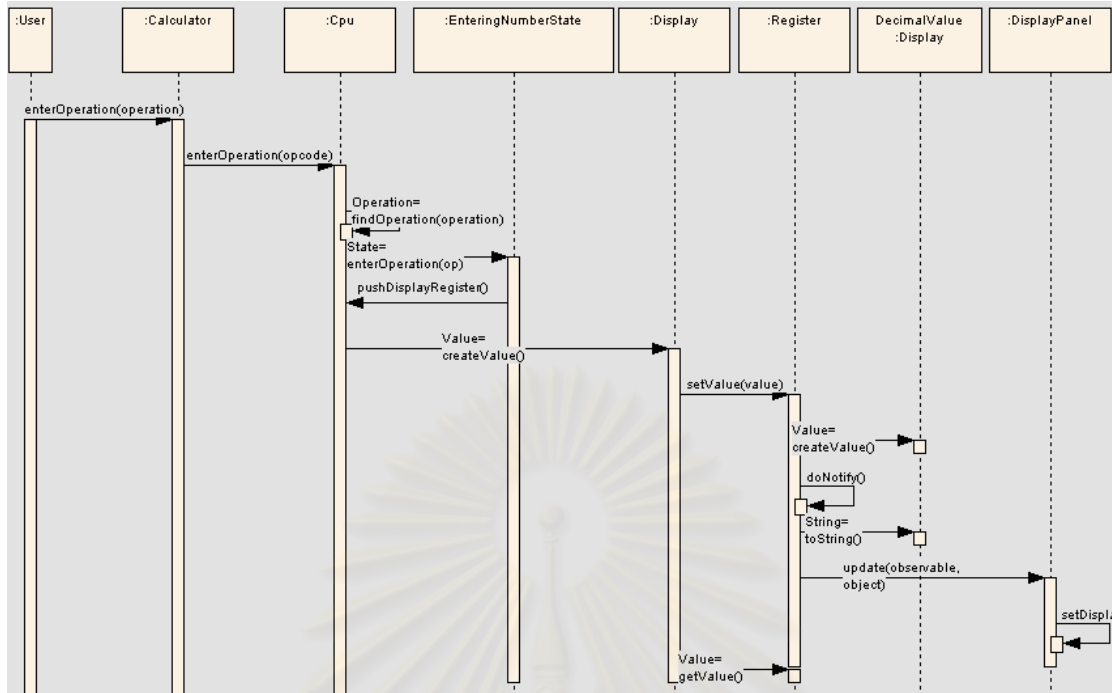 :User
:Calculator
:Cpu
:EnteringNumberState
:Display
:Register
DecimalValue
:Display
:DisplayPanel
enterOperation(operation)
enterOperation(opcode)
Operation=
findOperation(operation)
State=
enterOperation(op)
pushDisplayRegister()
Value=
createValue()
setValue(value)
Value=
createValue()
doNotify()
String=
toString()
update(observable,
object)
setDispl
Value=
getValue()